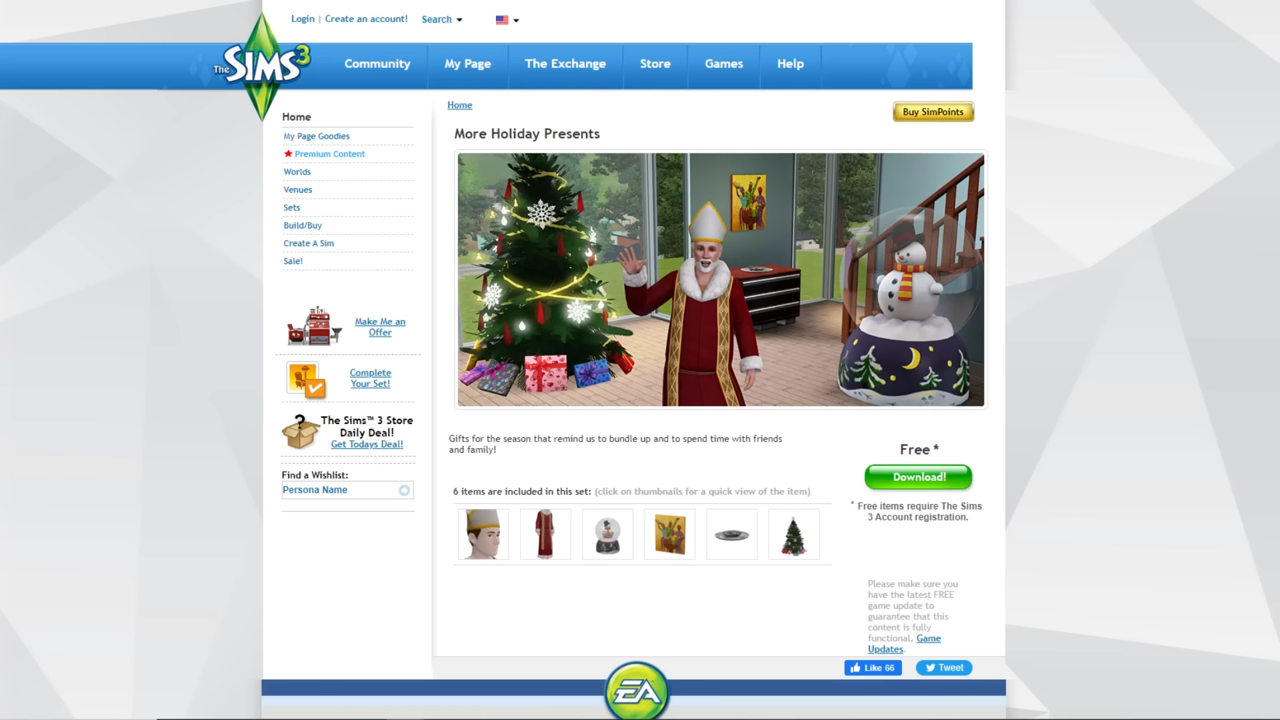 Login | Create an account!
Search
The SIMS 3
Community
My Page
The Exchange
Store
Games
Help
Home
My Page Goodies
Premium Content
Worlds
Venues
Sets
Build/Buy
Create A Sim
Sale!
Make Me an
Offer
Complete
Your Set!
The Sims™ 3 Store
Daily Deal!
Get Todays Deal!
Find a Wishlist:
Persona Name
Home
Buy SimPoints
More Holiday Presents
Gifts for the season that remind us to bundle up and to spend time with friends
and family!
6 items are included in this set: (click on thumbnails for a quick view of the item)
Free *
Download!
* Free items require The Sims
3 Account registration.
Please make sure you
have the latest FREE
game update to
guarantee that this
content is fully
functional. Game
Updates.
Like 66
Tweet
EA